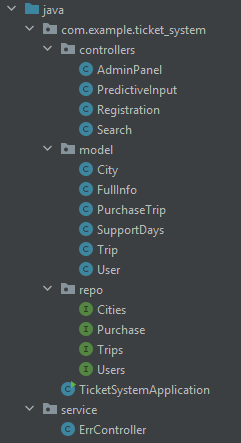 java
com.example.ticket_system
controllers
AdminPanel
PredictiveInput
Registration
Search
model
City
FullInfo
PurchaseTrip
SupportDays
Trip
User
repo
Cities
Purchase
Trips
Users
TicketSystemApplication
service
ErrController